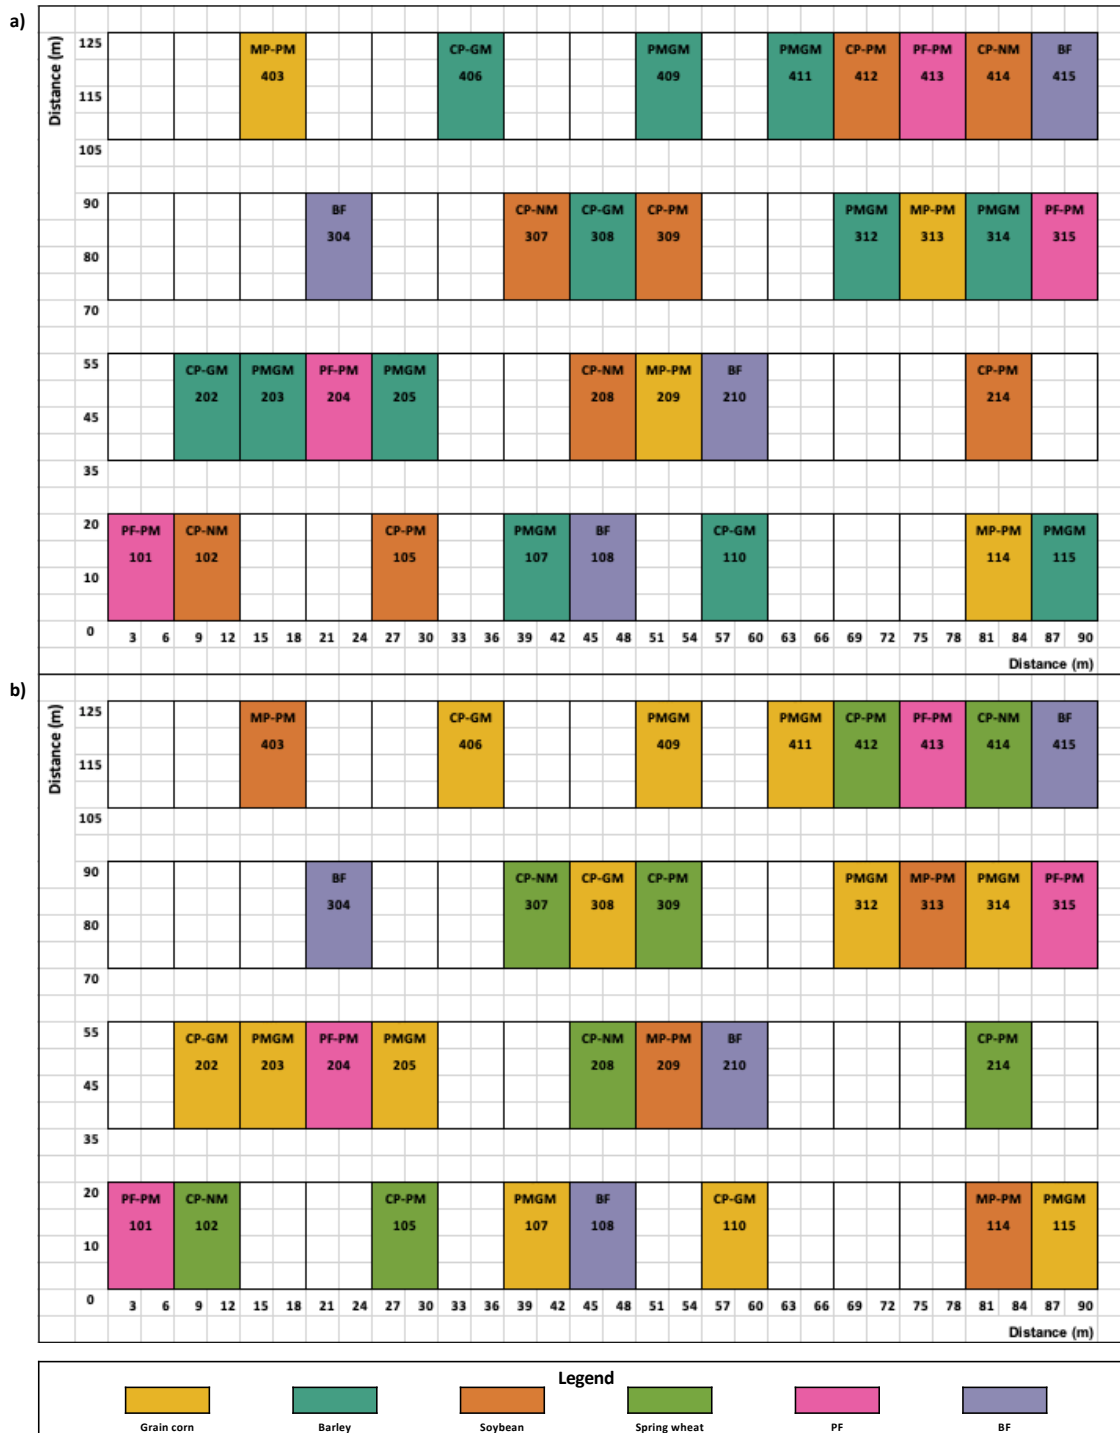 a)
Distance (m)
125
MP-PM CP-GM PMGM PMGM CP-PM PF-PM CP-NM BF
403 406 409 411 412 413 414 415
115
105
90
BF CP-NM CP-GM CP-PM PMGM MP-PM PMGM PF-PM
304 307 308 309 312 313 314 315
80
70
55
CP-GM PMGM PF-PM PMGM CP-NM MP-PM BF CP-PM
202 203 204 205 208 209 210 214
45
35
20
PF-PM CP-NM CP-PM PMGM BF CP-GM MP-PM PMGM
101 102 105 107 108 110 114 115
10
0
3 6 9 12 15 18 21 24 27 30 33 36 39 42 45 48 51 54 57 60 63 66 69 72 75 78 81 84 87 90
Distance (m)
b)
Distance (m)
125
MP-PM CP-GM PMGM PMGM CP-PM PF-PM CP-NM BF
403 406 409 411 412 413 414 415
115
105
90
BF CP-NM CP-GM CP-PM PMGM MP-PM PMGM PF-PM
304 307 308 309 312 313 314 315
80
70
55
CP-GM PMGM PF-PM PMGM CP-NM MP-PM BF CP-PM
202 203 204 205 208 209 210 214
45
35
20
PF-PM CP-NM CP-PM PMGM BF CP-GM MP-PM PMGM
101 102 105 107 108 110 114 115
10
0
3 6 9 12 15 18 21 24 27 30 33 36 39 42 45 48 51 54 57 60 63 66 69 72 75 78 81 84 87 90
Distance (m)
Legend
Grain corn Barley Soybean Spring wheat PF BF